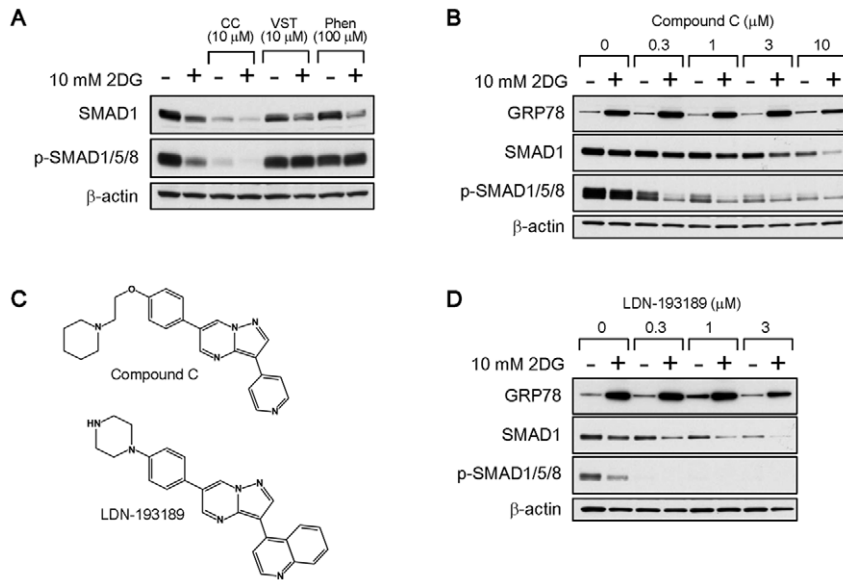 A
CC VST Phen
(10 μM) (10 μM) (100 μM)
10 mM 2DG – + – + – + – +
SMAD1
p-SMAD1/5/8
β-actin
B
Compound C (μM)
0 0.3 1 3 10
10 mM 2DG – + – + – + – + – +
GRP78
SMAD1
p-SMAD1/5/8
β-actin
C
O
N
N N
N
N
Compound C
HN
N
N N
N
N
LDN-193189
D
LDN-193189 (μM)
0 0.3 1 3
10 mM 2DG – + – + – + – +
GRP78
SMAD1
p-SMAD1/5/8
β-actin